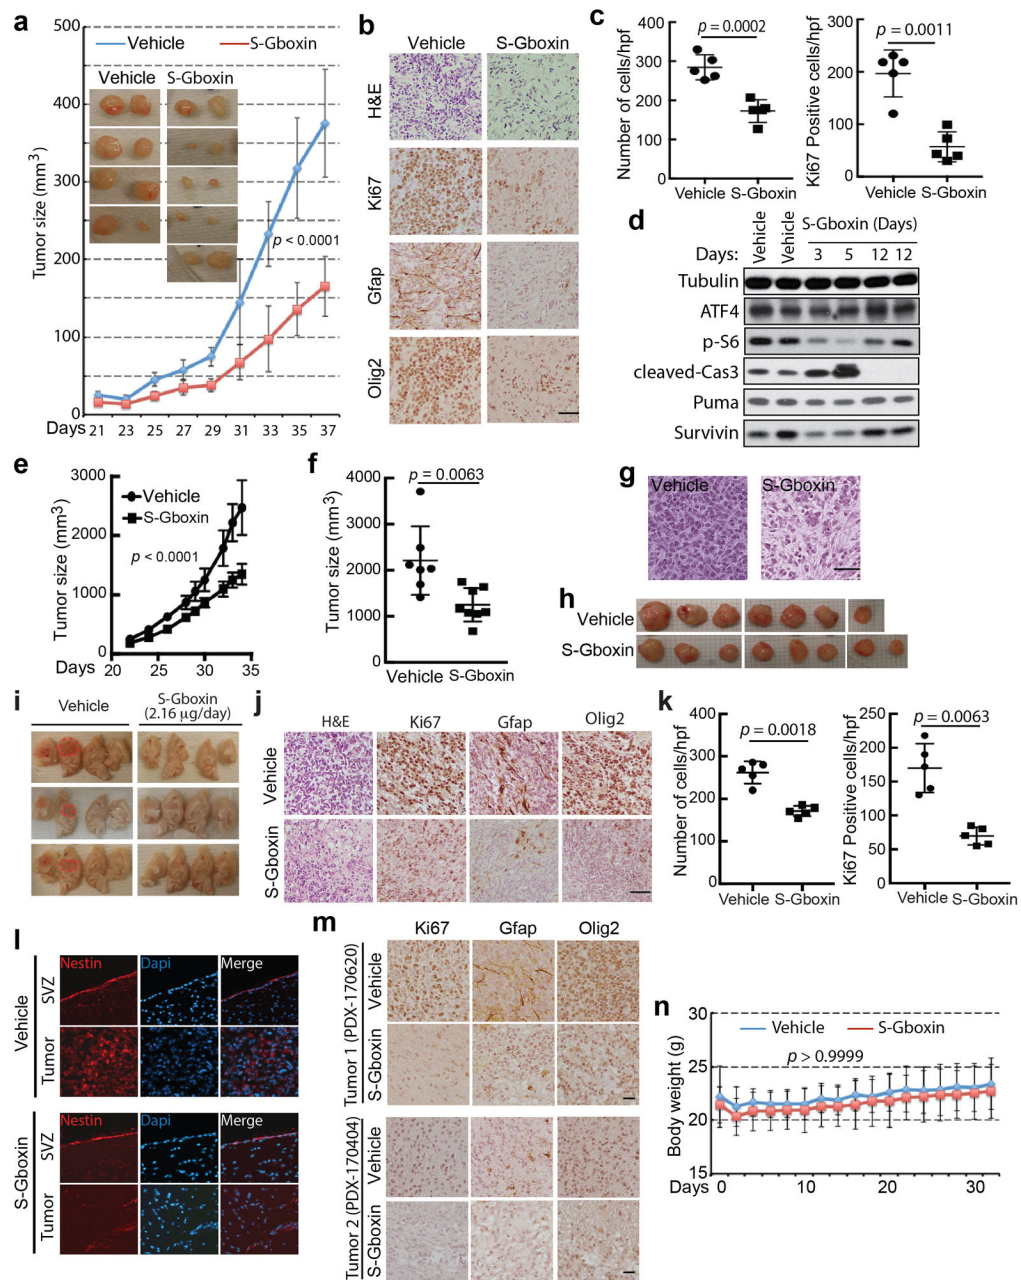 a
500
Vehicle
S-Gboxin
Vehicle
S-Gboxin
400
300
200
100
0
Tumor size (mm³)
p < 0.0001
Days
21 23 25 27 29 31 33 35 37
b
Vehicle
S-Gboxin
H&E
Ki67
Gfap
Olig2
c
Number of cells/hpf
400
300
200
100
0
p = 0.0002
Vehicle S-Gboxin
Ki67 Positive cells/hpf
300
200
100
0
p = 0.0011
Vehicle
S-Gboxin
d
Vehicle
Vehicle
S-Gboxin (Days)
Days: 3 5 12 12
Tubulin
ATF4
p-S6
cleaved-Cas3
Puma
Survivin
e
Tumor size (mm3)
3000
2000
1000
0
Vehicle
S-Gboxin
p < 0.0001
Days
20 25 30 35
f
Tumor size (mm³)
4000
3000
2000
1000
0
p = 0.0063
Vehicle S-Gboxin
g
Vehicle
S-Gboxin
h
Vehicle
S-Gboxin
i
Vehicle
S-Gboxin
(2.16 µg/day)
j
H&E
Ki67
Gfap
Olig2
Vehicle
S-Gboxin
k
Number of cells/hpf
400
300
200
100
0
p = 0.0018
Vehicle S-Gboxin
Ki67 Positive cells/hpf
250
200
150
100
50
0
p = 0.0063
Vehicle
S-Gboxin
l
Vehicle
SVZ
Nestin
Dapi
Merge
Tumor
S-Gboxin
SVZ
Nestin
Dapi
Merge
Tumor
m
Ki67
Gfap
Olig2
Tumor 1 (PDX-170620)
Vehicle
S-Gboxin
Tumor 2 (PDX-170404)
Vehicle
S-Gboxin
n
Body weight (g)
30
25
20
15
Vehicle
S-Gboxin
p > 0.9999
Days 0 10 20 30